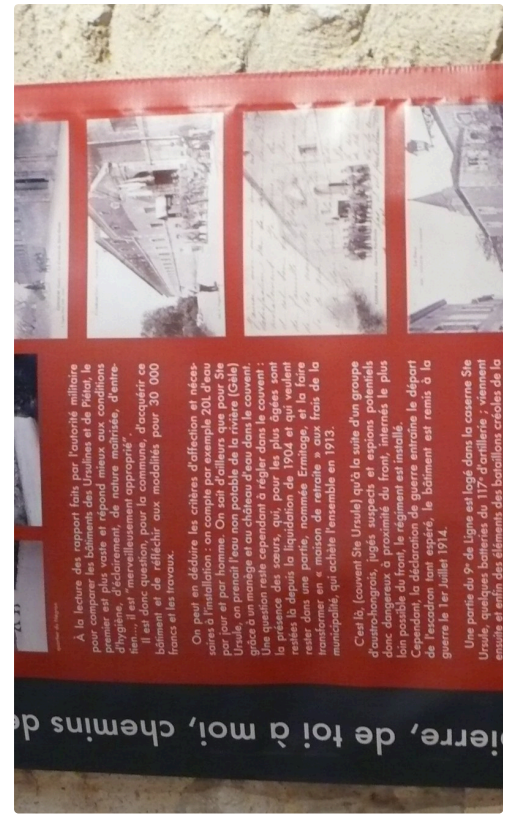 À la lecture des rapport faits par l'autorité militaire
pour comparer les bâtiments des Ursulines et de Piétat, le
premier est plus vaste et répond mieux aux conditions
d'hygiène, d'éclairement, de nature maîtrisée, d'entre-
tien..., il est "merveilleusement approprié".
Il est donc question, pour la commune, d'acquérir ce
bâtiment et de réfléchir aux modalités pour 30 000
francs et les travaux.
On peut en déduire les critères d'affection et néces-
saires à l'installation : on compte par exemple 20L d'eau
par jour et par homme. On sait d'ailleurs que pour Ste
Ursule, on prenait l'eau non potable de la rivière (Gèle)
grâce à un manège et au château d'eau dans le couvent.
Une question reste cependant à régler dans le couvent :
la présence des sœurs, qui, pour les plus âgées sont
restées là depuis la liquidation de 1904 et qui veulent
rester dans une partie, nommée Ermitage, et la faire
transformer en « maison de retraite » aux frais de la
municipalité, qui achète l'ensemble en 1913.
C'est là, (couvent Ste Ursule) qu'à la suite d'un groupe
d'austro-hongrois, jugés suspects et espions potentiels
donc dangereux à proximité du front, internés le plus
loin possible du front, le régiment est installé.
Cependant, la déclaration de guerre entraîne le départ
de l'escadron tant espéré, le bâtiment est remis à la
guerre le 1er Juillet 1914.
Une partie du 9e de Ligne est logé dans la caserne Ste
Ursule, quelques batteries du 117e d'artillerie ; viennent
ensuite et enfin des éléments des bataillons créoles de la
pierre, de toi à moi, chemins de